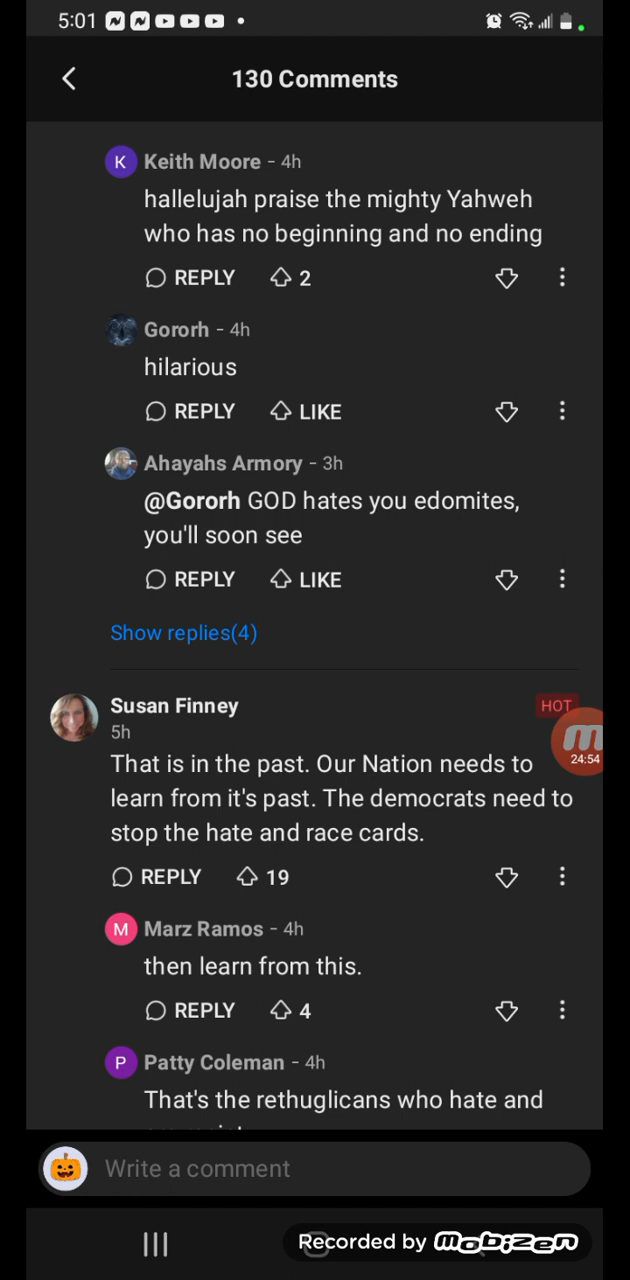 5:01
130 Comments
K Keith Moore - 4h
hallelujah praise the mighty Yahweh
who has no beginning and no ending
REPLY 2
Gororh - 4h
hilarious
REPLY LIKE
Ahayahs Armory - 3h
@Gororh GOD hates you edomites,
you'll soon see
REPLY LIKE
Show replies(4)
Susan Finney HOT
5h
24:54
That is in the past. Our Nation needs to
learn from it's past. The democrats need to
stop the hate and race cards.
REPLY 19
M Marz Ramos - 4h
then learn from this.
REPLY 4
P Patty Coleman - 4h
That's the rethuglicans who hate and
Write a comment
Recorded by mobizen